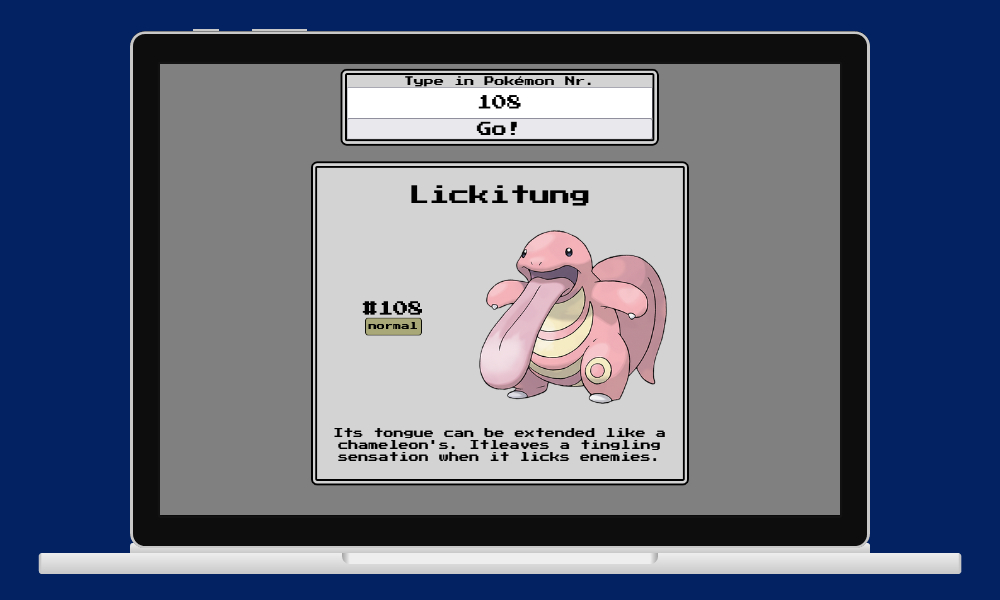 Type in Pokémon Nr.
108
Go!
Lickitung
#108
normal
Its tongue can be extended like a
chameleon's. Itleaves a tingling
sensation when it licks enemies.